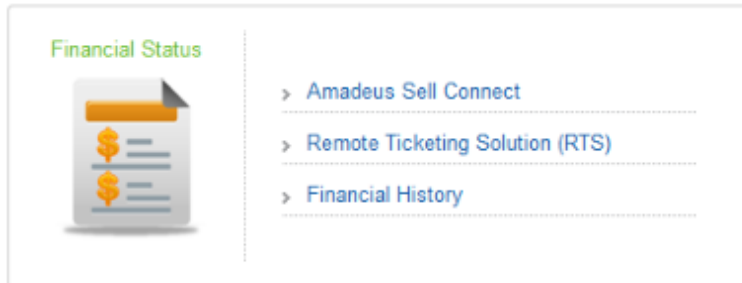 Financial Status
Amadeus Sell Connect
Remote Ticketing Solution (RTS)
Financial History